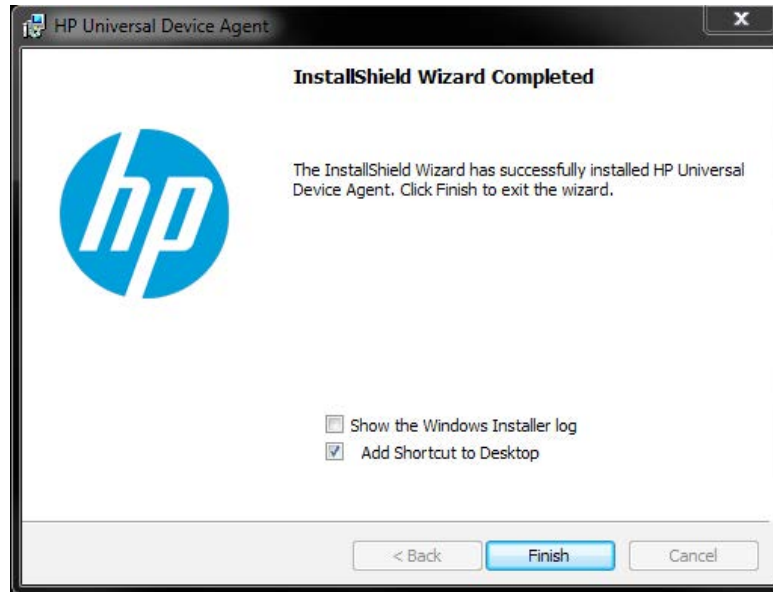 HP Universal Device Agent
x
InstallShield Wizard Completed
hp
The InstallShield Wizard has successfully installed HP Universal
Device Agent. Click Finish to exit the wizard.
Show the Windows Installer log
Add Shortcut to Desktop
< Back
Finish
Cancel